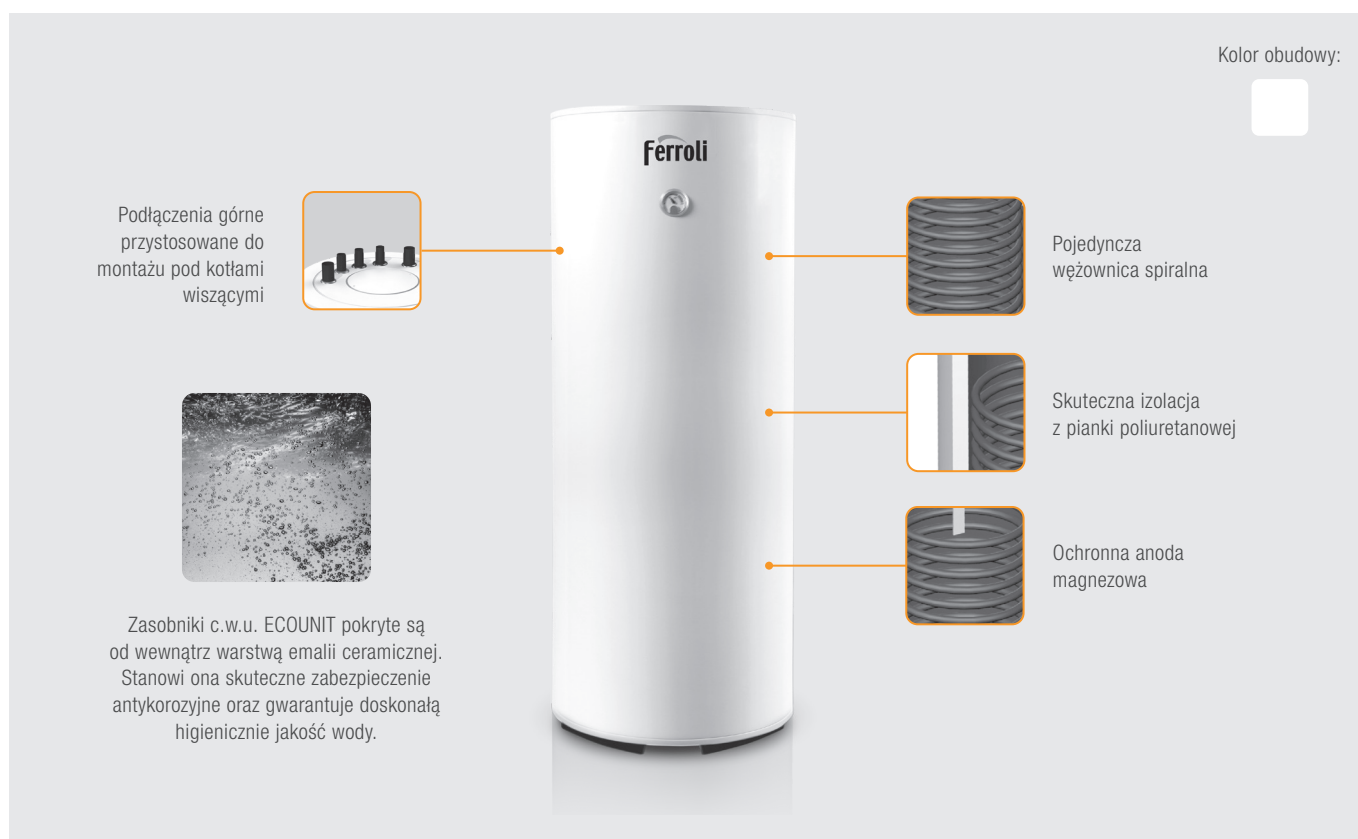 Kolor obudowy:
Ferroli
Podłączenia górne
przystosowane do
montażu pod kotłami
wiszącymi
Pojedyncza
wężownica spiralna
Skuteczna izolacja
z pianki poliuretanowej
Ochronna anoda
magnezowa
Zasobniki c.w.u. ECOUNIT pokryte są
od wewnątrz warstwą emalii ceramicznej.
Stanowi ona skuteczne zabezpieczenie
antykorozyjne oraz gwarantuje doskonałą
higienicznie jakość wody.